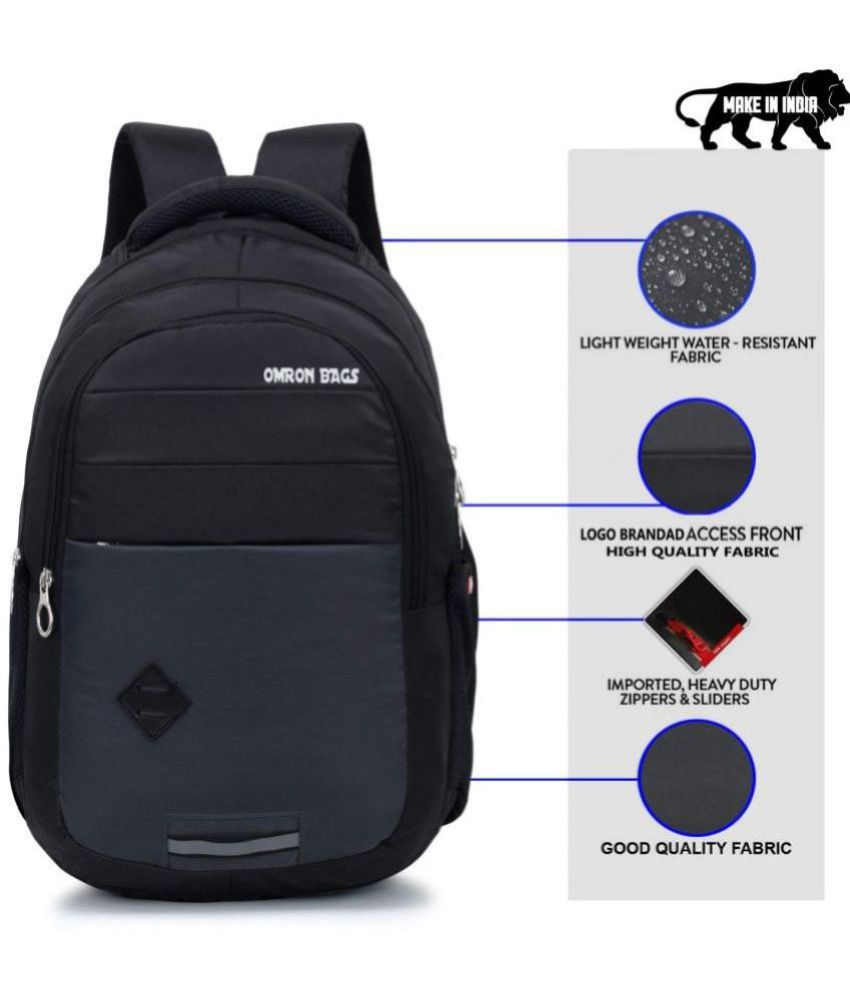 MAKE IN INDIA
OMRON BAGS
LIGHT WEIGHT WATER - RESISTANT
FABRIC
LOGO BRANDAD ACCESS FRONT
HIGH QUALITY FABRIC
IMPORTED, HEAVY DUTY
ZIPPERS & SLIDERS
GOOD QUALITY FABRIC